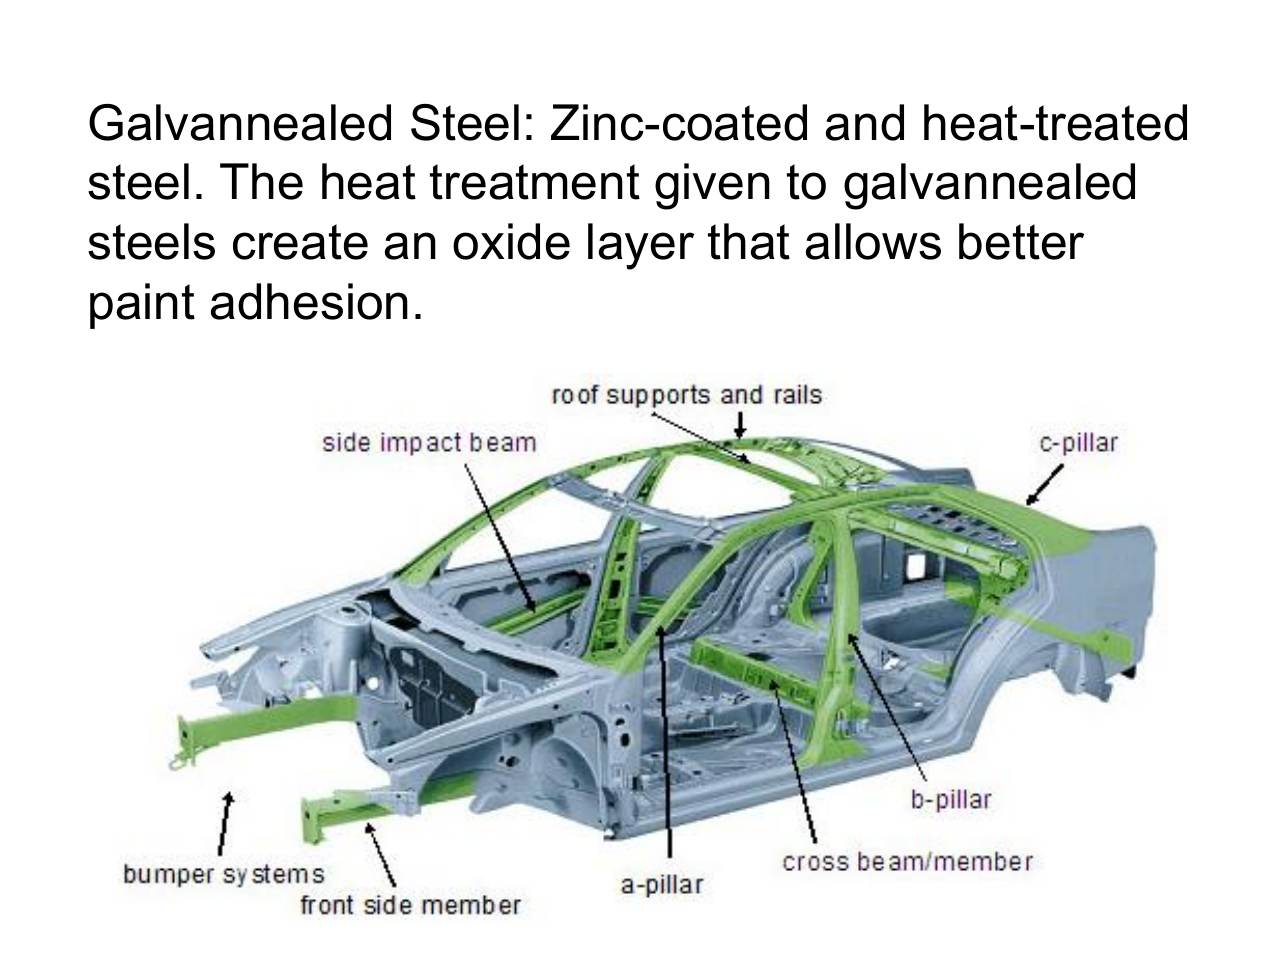 Galvannealed Steel: Zinc-coated and heat-treated
steel. The heat treatment given to galvannealed
steels create an oxide layer that allows better
paint adhesion.
roof supports and rails
side impact beam
c-pillar
b-pillar
cross beam/member
bumper systems
a-pillar
front side member